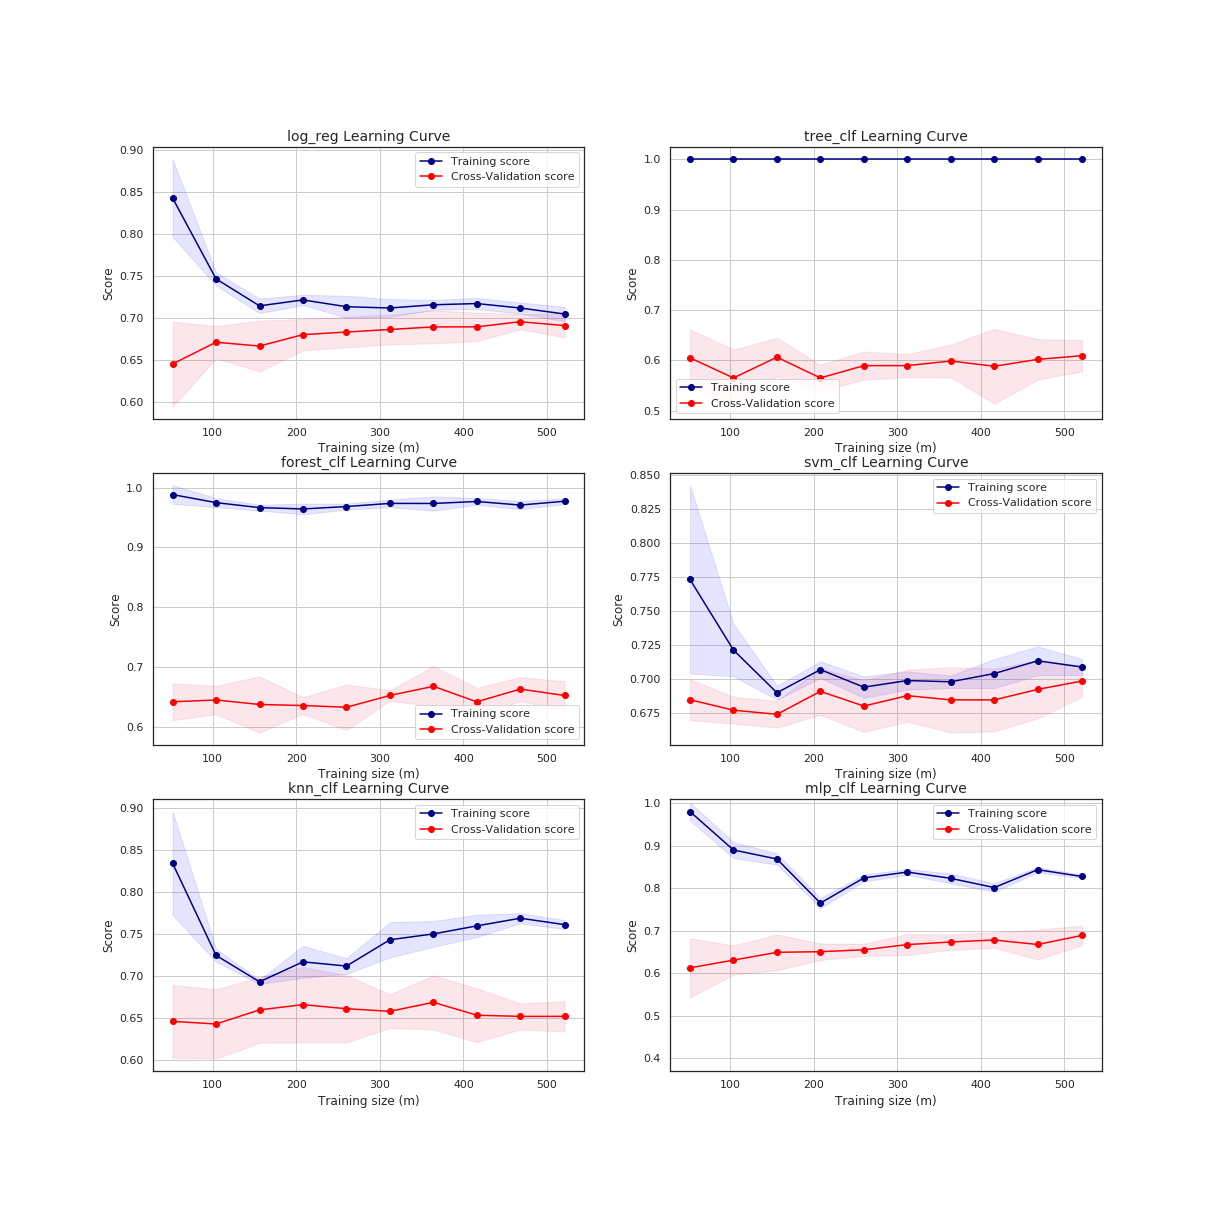 log_reg Learning Curve
0.90
0.85
0.80
0.75
0.70
0.65
0.60
Score
Training score
Cross-Validation score
100 200 300 400 500
Training size (m)
tree_clf Learning Curve
1.0
0.9
0.8
0.7
0.6
0.5
Score
Training score
Cross-Validation score
100 200 300 400 500
Training size (m)
forest_clf Learning Curve
1.0
0.9
0.8
0.7
0.6
Score
Training score
Cross-Validation score
100 200 300 400 500
Training size (m)
svm_clf Learning Curve
0.850
0.825
0.800
0.775
0.750
0.725
0.700
0.675
Score
Training score
Cross-Validation score
100 200 300 400 500
Training size (m)
knn_clf Learning Curve
0.90
0.85
0.80
0.75
0.70
0.65
0.60
Score
Training score
Cross-Validation score
100 200 300 400 500
Training size (m)
mlp_clf Learning Curve
1.0
0.9
0.8
0.7
0.6
0.5
0.4
Score
Training score
Cross-Validation score
100 200 300 400 500
Training size (m)